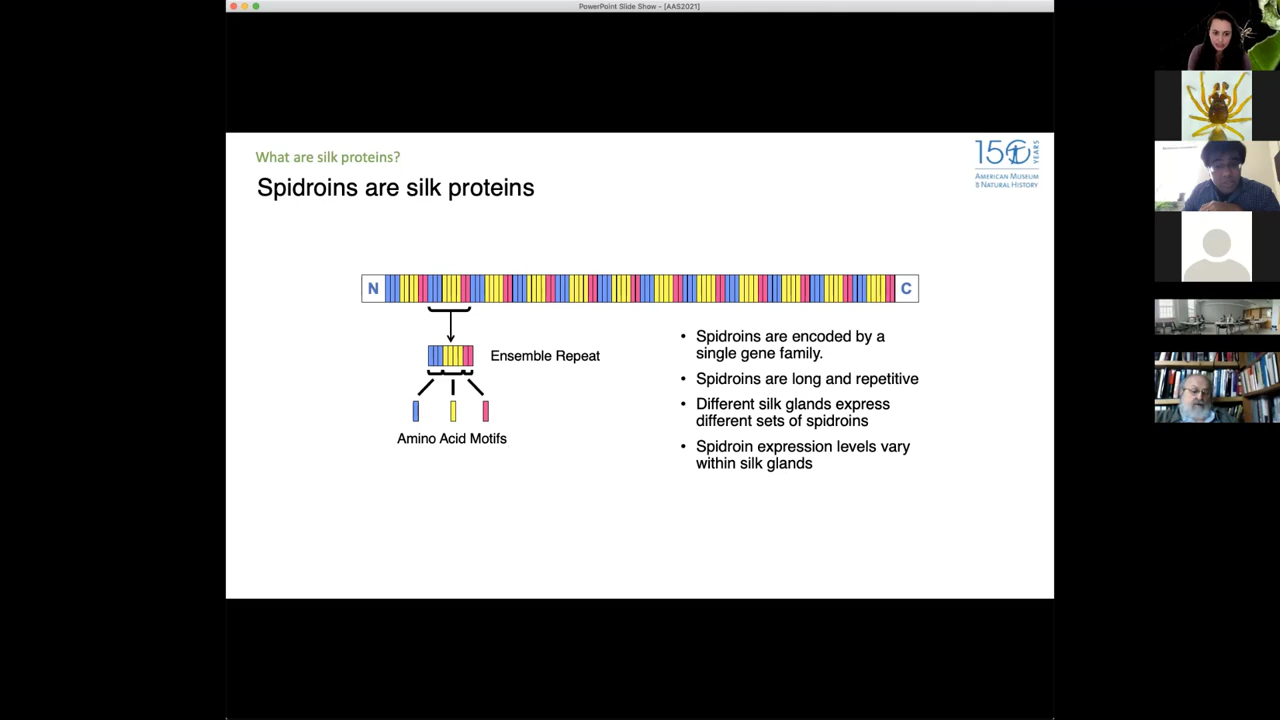 PowerPoint Slide Show - [AAS2021]
What are silk proteins?
Spidroins are silk proteins
150 YEARS
AMERICAN MUSEUM
& NATURAL HISTORY
N
C
Ensemble Repeat
Amino Acid Motifs
• Spidroins are encoded by a
single gene family.
• Spidroins are long and repetitive
• Different silk glands express
different sets of spidroins
• Spidroin expression levels vary
within silk glands